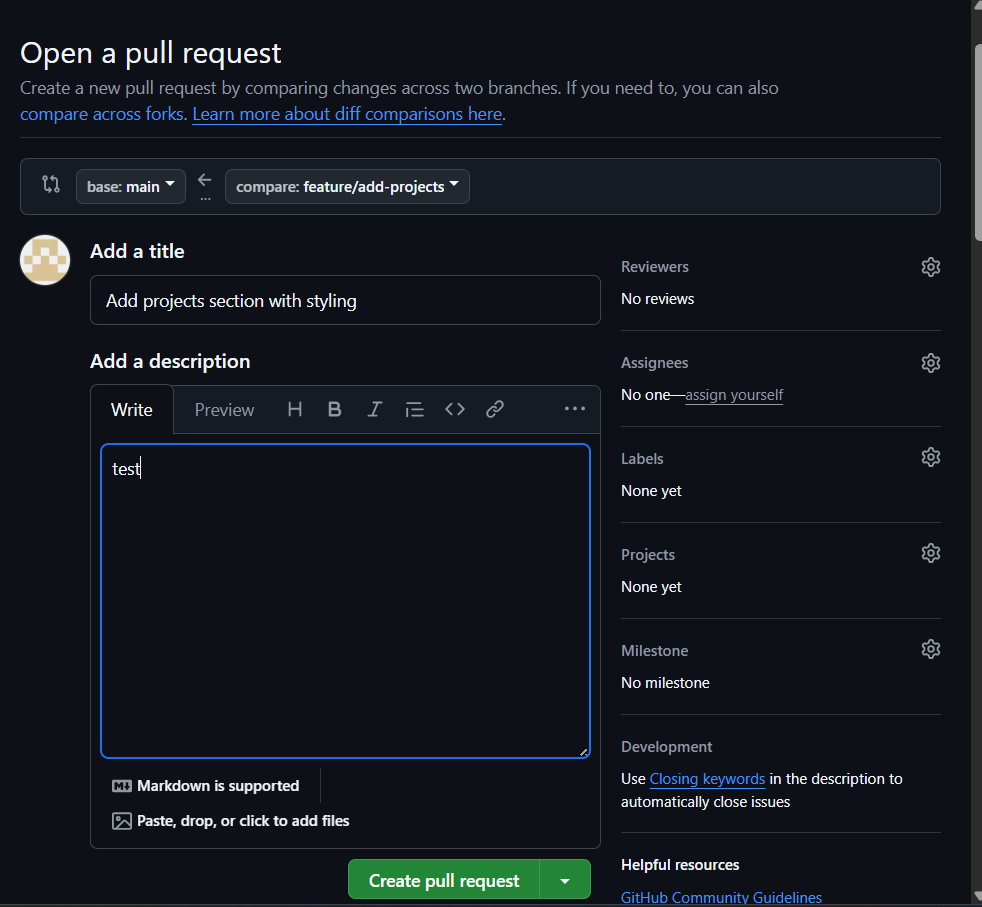 Open a pull request
Create a new pull request by comparing changes across two branches. If you need to, you can also
compare across forks. Learn more about diff comparisons here.
base: main
...
compare: feature/add-projects
Add a title
Add projects section with styling
Add a description
Write
Preview
H B I
test
Markdown is supported
Paste, drop, or click to add files
Create pull request
Reviewers
No reviews
Assignees
No one—assign yourself
Labels
None yet
Projects
None yet
Milestone
No milestone
Development
Use Closing keywords in the description to
automatically close issues
Helpful resources
GitHub Community Guidelines